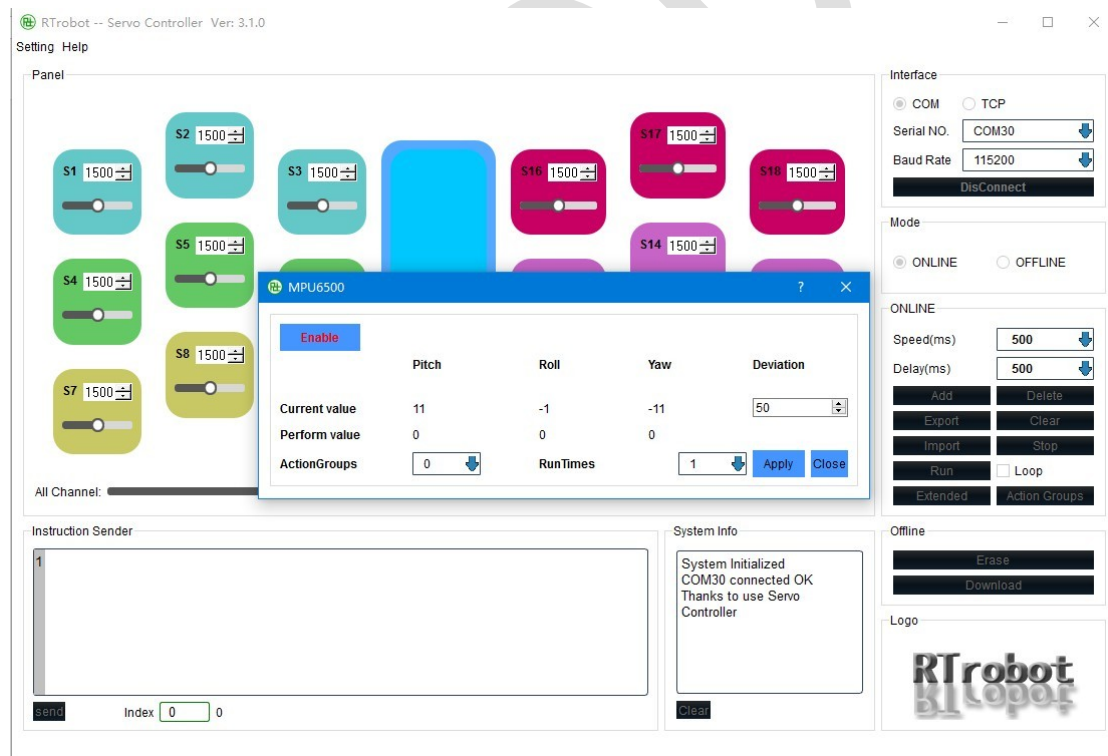 RTrobot -- Servo Controller Ver: 3.1.0
Setting Help
Panel
S1 1500
S2 1500
S3 1500
S16 1500
S17 1500
S18 1500
S4 1500
S5 1500
S14 1500
S7 1500
S8 1500
All Channel:
MPU6500
?
Enable
Pitch Roll Yaw Deviation
Current value 11 -1 -11 50
Perform value 0 0 0
ActionGroups 0 RunTimes 1 Apply Close
Instruction Sender
1
send Index 0 0
System Info
System Initialized
COM30 connected OK
Thanks to use Servo
Controller
Clear
Interface
COM TCP
Serial NO. COM30
Baud Rate 115200
DisConnect
Mode
ONLINE OFFLINE
ONLINE
Speed(ms) 500
Delay(ms) 500
Add Delete
Export Clear
Import Stop
Run Loop
Extended Action Groups
Offline
Erase
Download
Logo
RTrobot